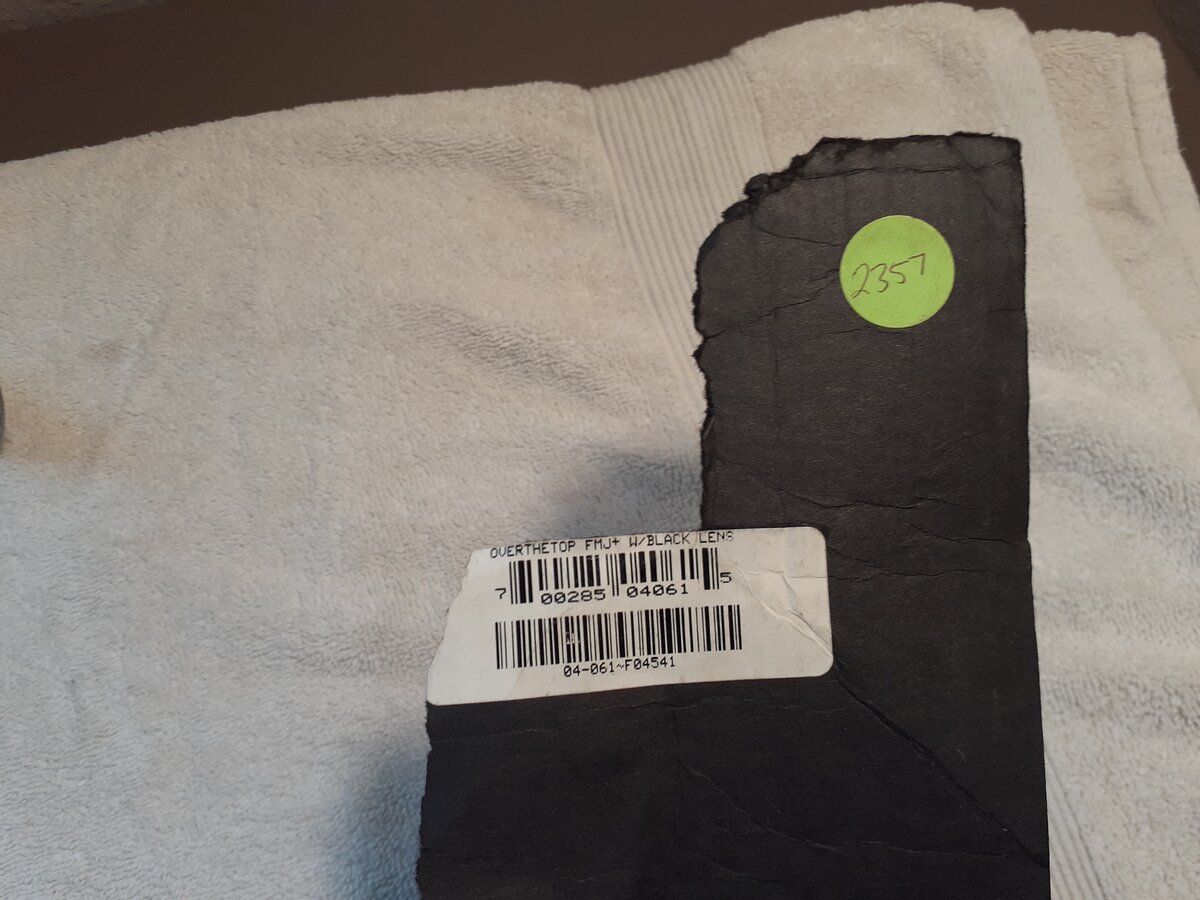 2357
OVERTHETOP FMJ+ W/BLACK LENS
7 00285 04061 5
04-061~F04541